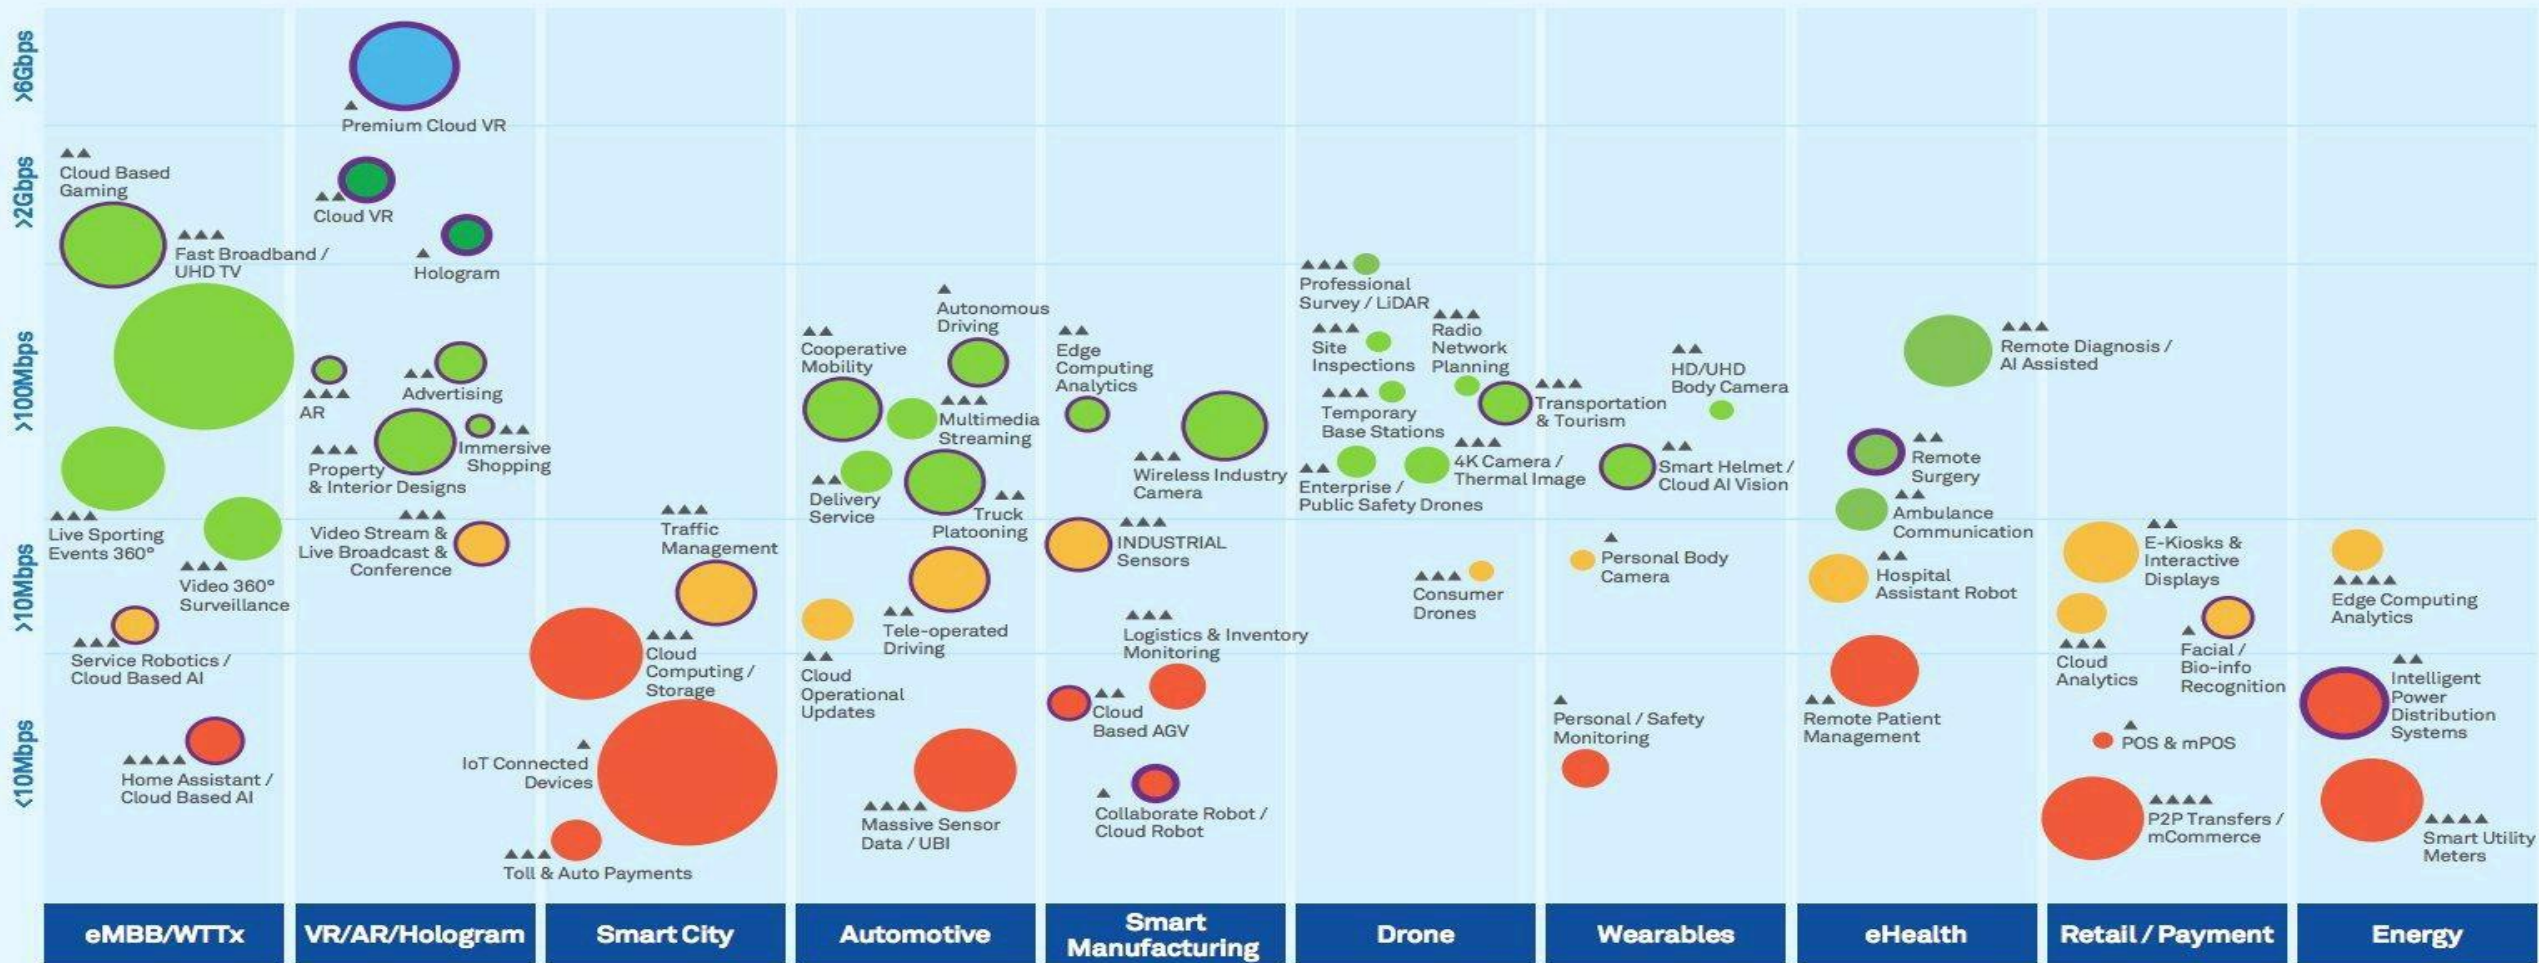 >6Gbps
>2Gbps
>100Mbps
>10Mbps
<10Mbps
Cloud Based
Gaming
Fast Broadband /
UHD TV
Live Sporting
Events 360°
Video 360°
Surveillance
Service Robotics /
Cloud Based AI
Home Assistant /
Cloud Based AI
Premium Cloud VR
Cloud VR
Hologram
AR
Advertising
Property
& Interior Designs
Immersive
Shopping
Video Stream &
Live Broadcast &
Conference
Traffic
Management
Cloud
Computing /
Storage
IoT Connected
Devices
Toll & Auto Payments
Autonomous
Driving
Cooperative
Mobility
Multimedia
Streaming
Delivery
Service
Truck
Platooning
Tele-operated
Driving
Cloud
Operational
Updates
Massive Sensor
Data / UBI
Edge
Computing
Analytics
Wireless Industry
Camera
INDUSTRIAL
Sensors
Logistics & Inventory
Monitoring
Cloud
Based AGV
Collaborate Robot /
Cloud Robot
Professional
Survey / LiDAR
Site
Inspections
Radio
Network
Planning
Temporary
Base Stations
Transportation
& Tourism
Enterprise /
Public Safety Drones
4K Camera /
Thermal Image
Consumer
Drones
HD/UHD
Body Camera
Smart Helmet /
Cloud AI Vision
Personal Body
Camera
Personal / Safety
Monitoring
Remote Diagnosis /
AI Assisted
Remote
Surgery
Ambulance
Communication
Hospital
Assistant Robot
Remote Patient
Management
E-Kiosks &
Interactive
Displays
Cloud
Analytics
Facial /
Bio-info
Recognition
POS & mPOS
P2P Transfers /
mCommerce
Edge Computing
Analytics
Intelligent
Power
Distribution
Systems
Smart Utility
Meters
eMBB/WTTx
VR/AR/Hologram
Smart City
Automotive
Smart
Manufacturing
Drone
Wearables
eHealth
Retail / Payment
Energy